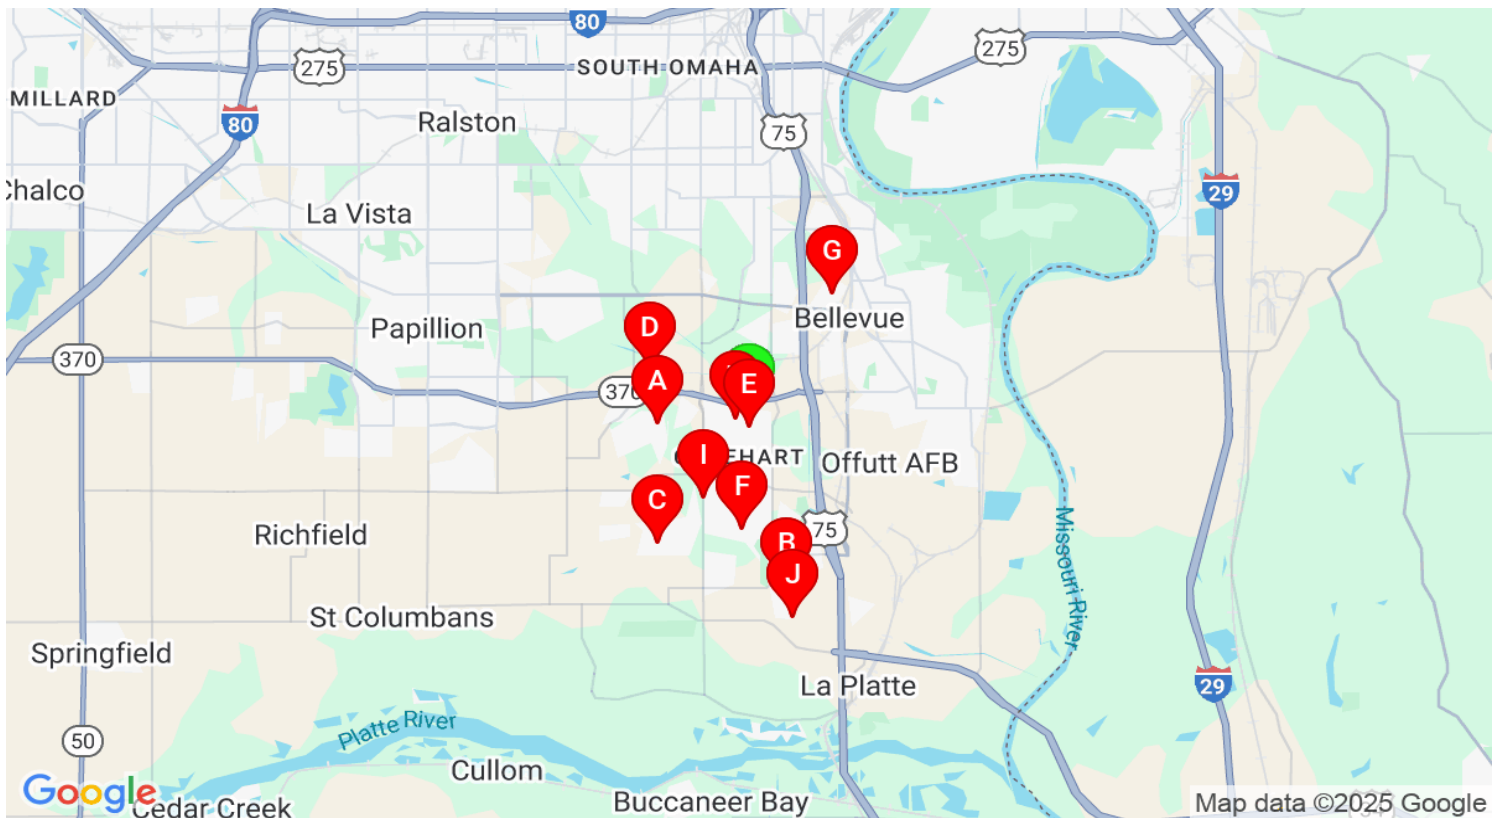 80
275
SOUTH OMAHA
275
MILLARD
80
Ralston
75
Chalco
29
La Vista
G
Bellevue
D
Papillion
370
A
E
370
I
Offutt AFB
F
C
Richfield
75
B
J
Missouri River
St Columbans
Springfield
La Platte
29
Platte River
50
Cullom
Google
Buccaneer Bay
Cedar Creek
Map data ©2025 Google